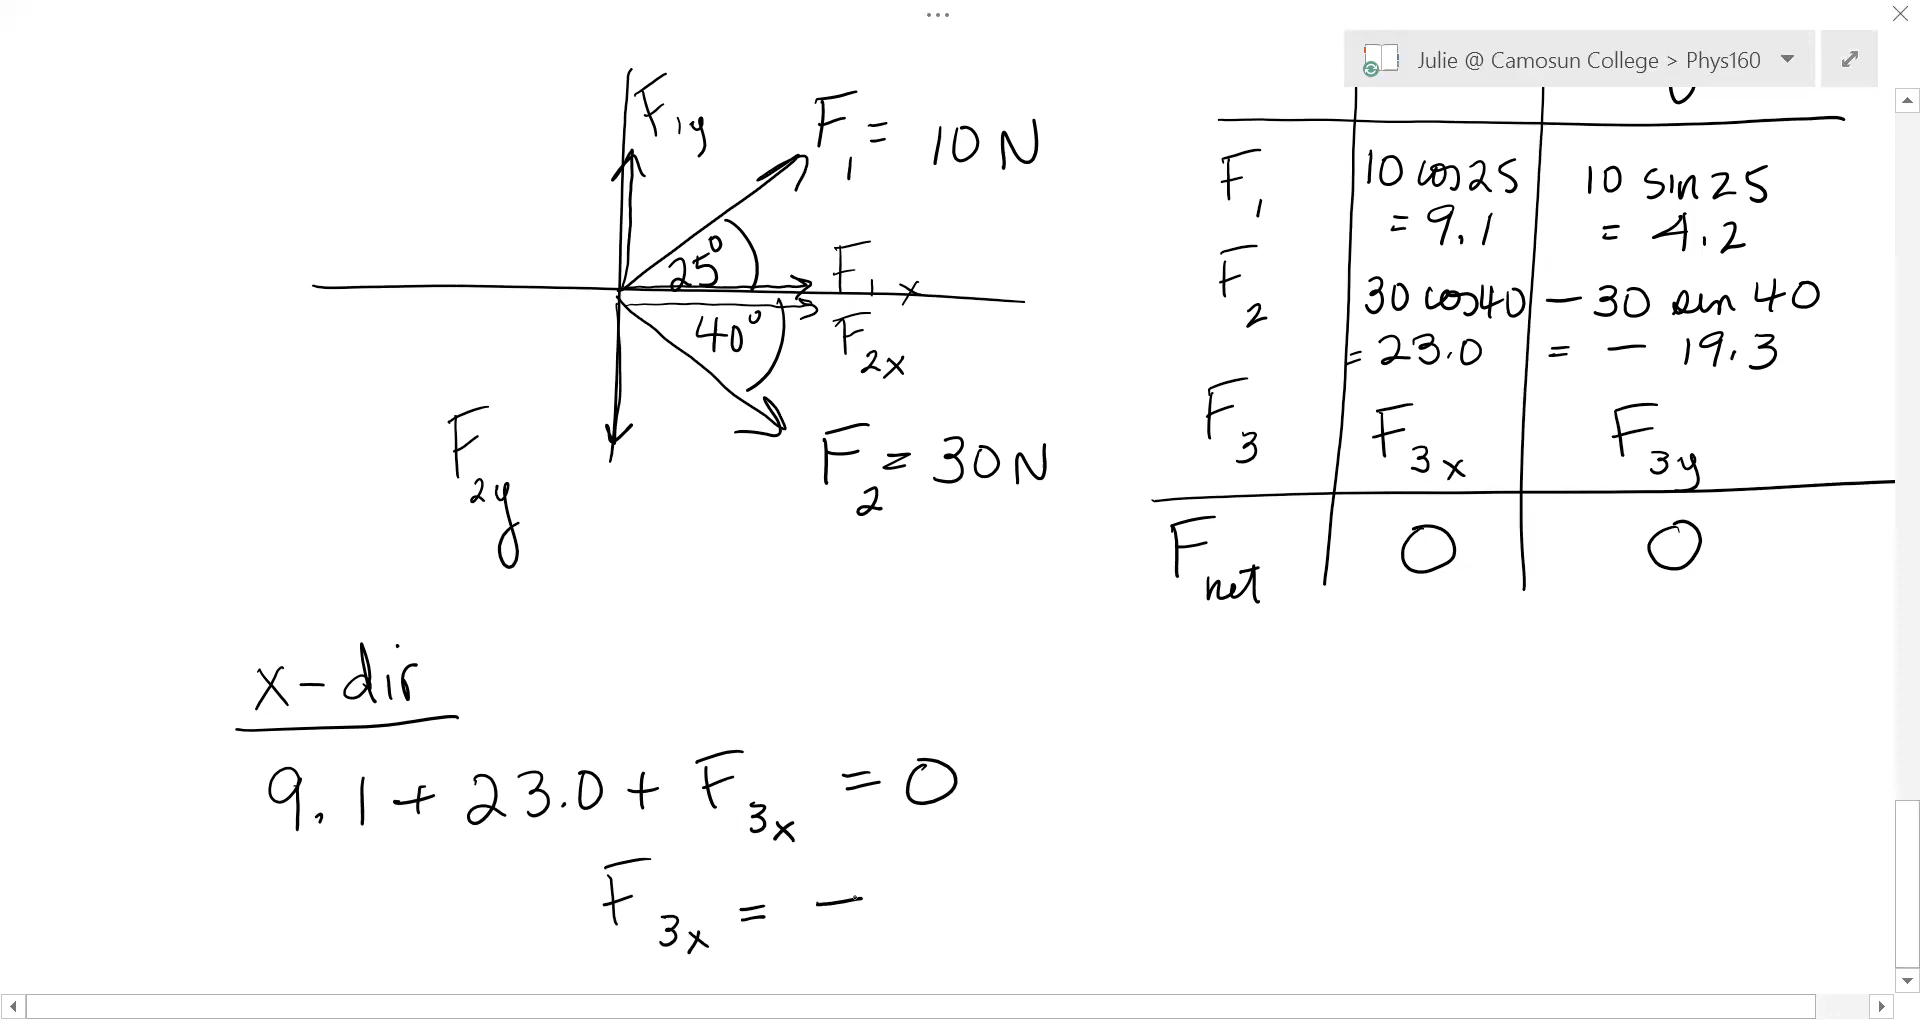 Julie @ Camosun College > Phys160
F1y
F1 = 10 N
25°
F1x
40°
F2x
F2y
F2 = 30 N
F1 10 cos25 10 sin25
= 9.1 = 4.2
F2 30 cos40 - 30 sin 40
= 23.0 = - 19.3
F3 F3x F3y
Fnet 0 0
x-dir
9.1 + 23.0 + F3x = 0
F3x = -